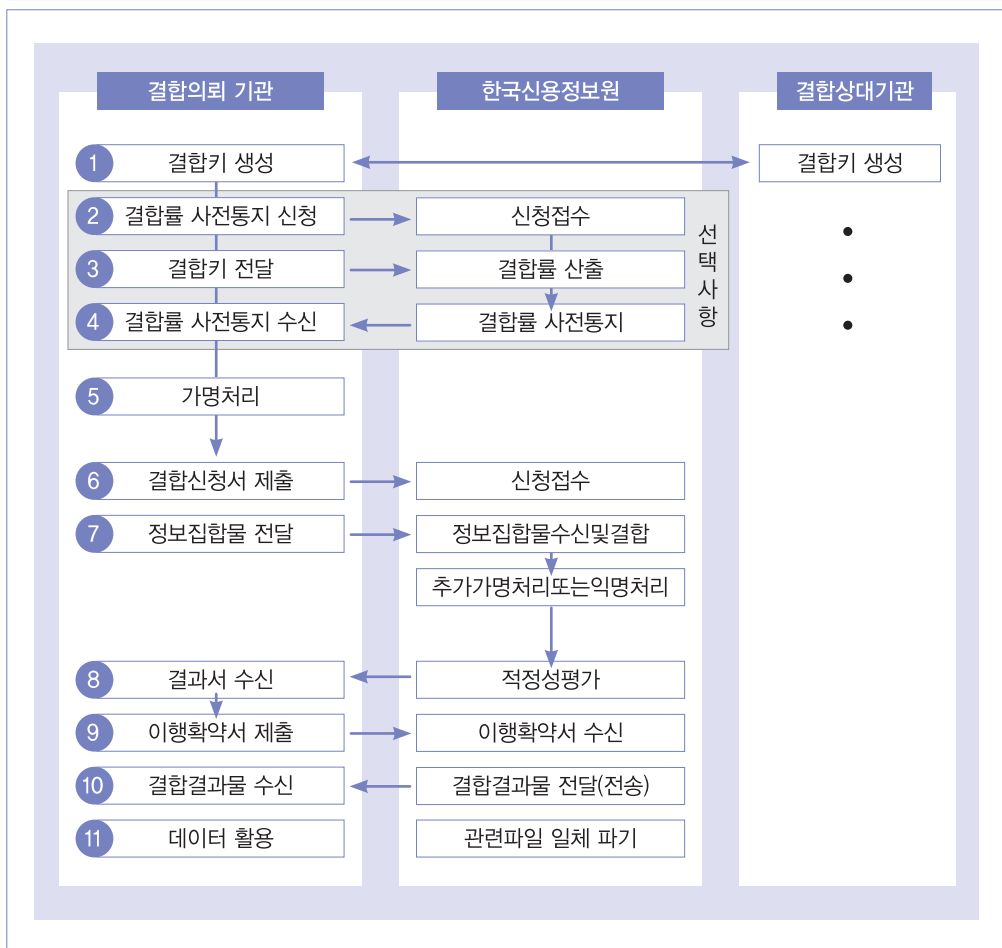 결합의뢰 기관
한국신용정보원
결합상대기관
1 결합키 생성
결합키 생성
2 결합률 사전통지 신청
신청접수
선택사항
3 결합키 전달
결합률 산출
4 결합률 사전통지 수신
결합률 사전통지
5 가명처리
6 결합신청서 제출
신청접수
7 정보집합물 전달
정보집합물수신및결합
추가가명처리또는익명처리
8 결과서 수신
적정성평가
9 이행확약서 제출
이행확약서 수신
10 결합결과물 수신
결합결과물 전달(전송)
11 데이터 활용
관련파일 일체 파기